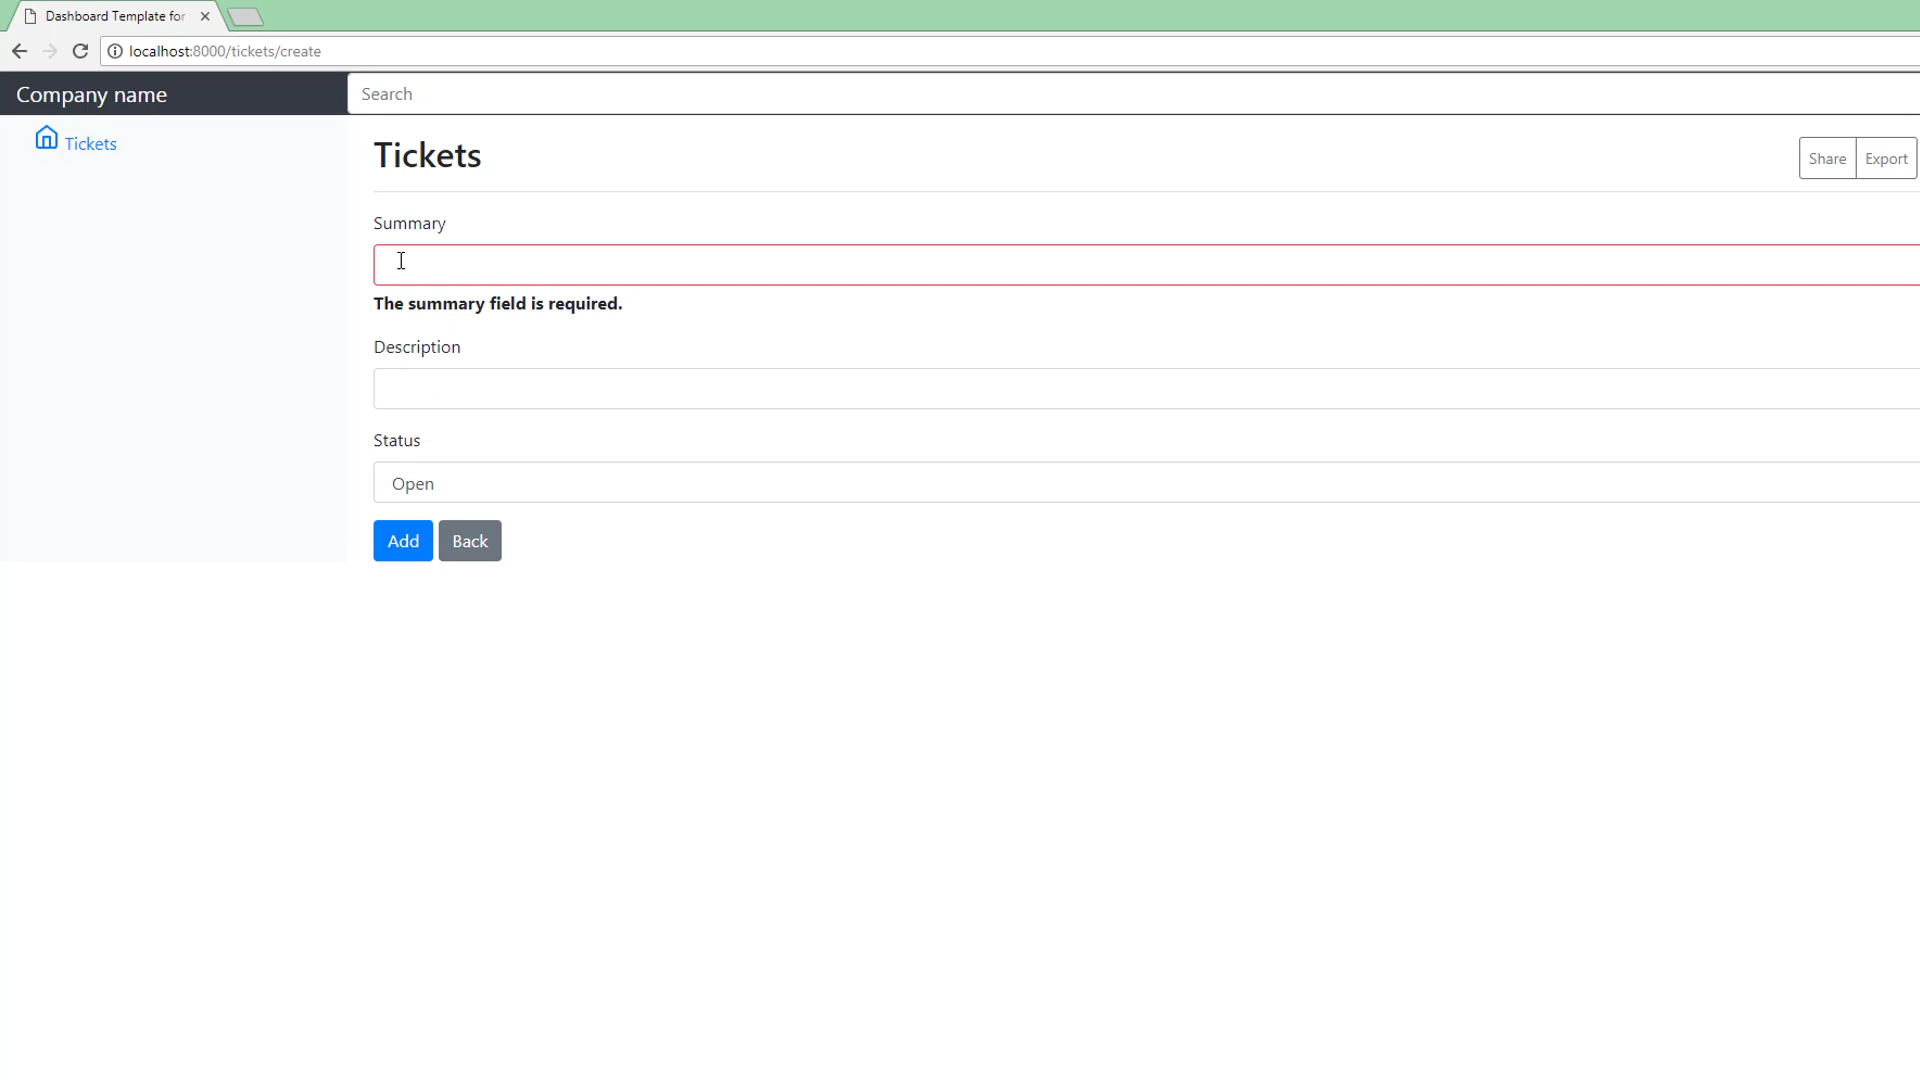 Dashboard Template for
localhost:8000/tickets/create
Company name
Search
Tickets
Tickets
Share
Export
Summary
The summary field is required.
Description
Status
Open
Add
Back